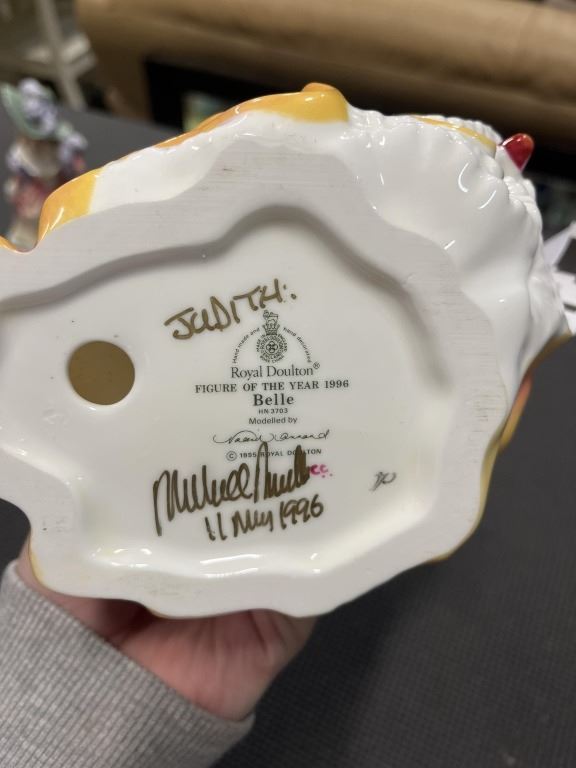 JUDITH:
Hand made and hand decorated
Royal Doulton®
FIGURE OF THE YEAR 1996
Belle
HN 3703
Modelled by
© 1995 ROYAL DOULTON
Michael
C.C.
11 May 1996